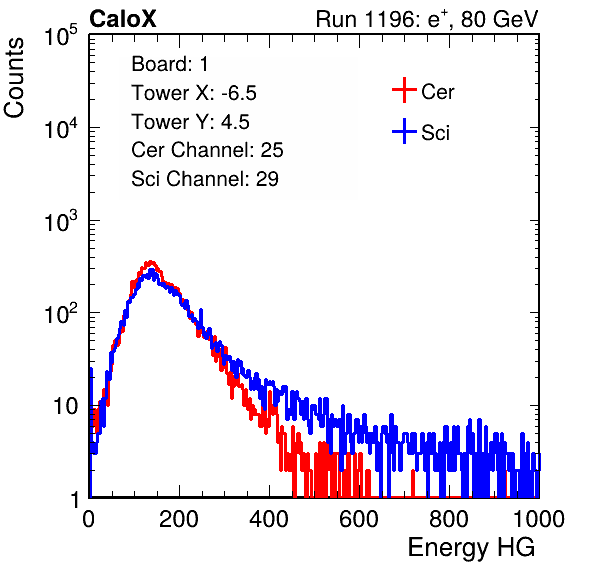 CaloX Run 1196: e⁺, 80 GeV
Counts
Board: 1
Tower X: -6.5
Tower Y: 4.5
Cer Channel: 25
Sci Channel: 29
Cer
Sci
10⁵
10⁴
10³
10²
10
1
0 200 400 600 800 1000
Energy HG